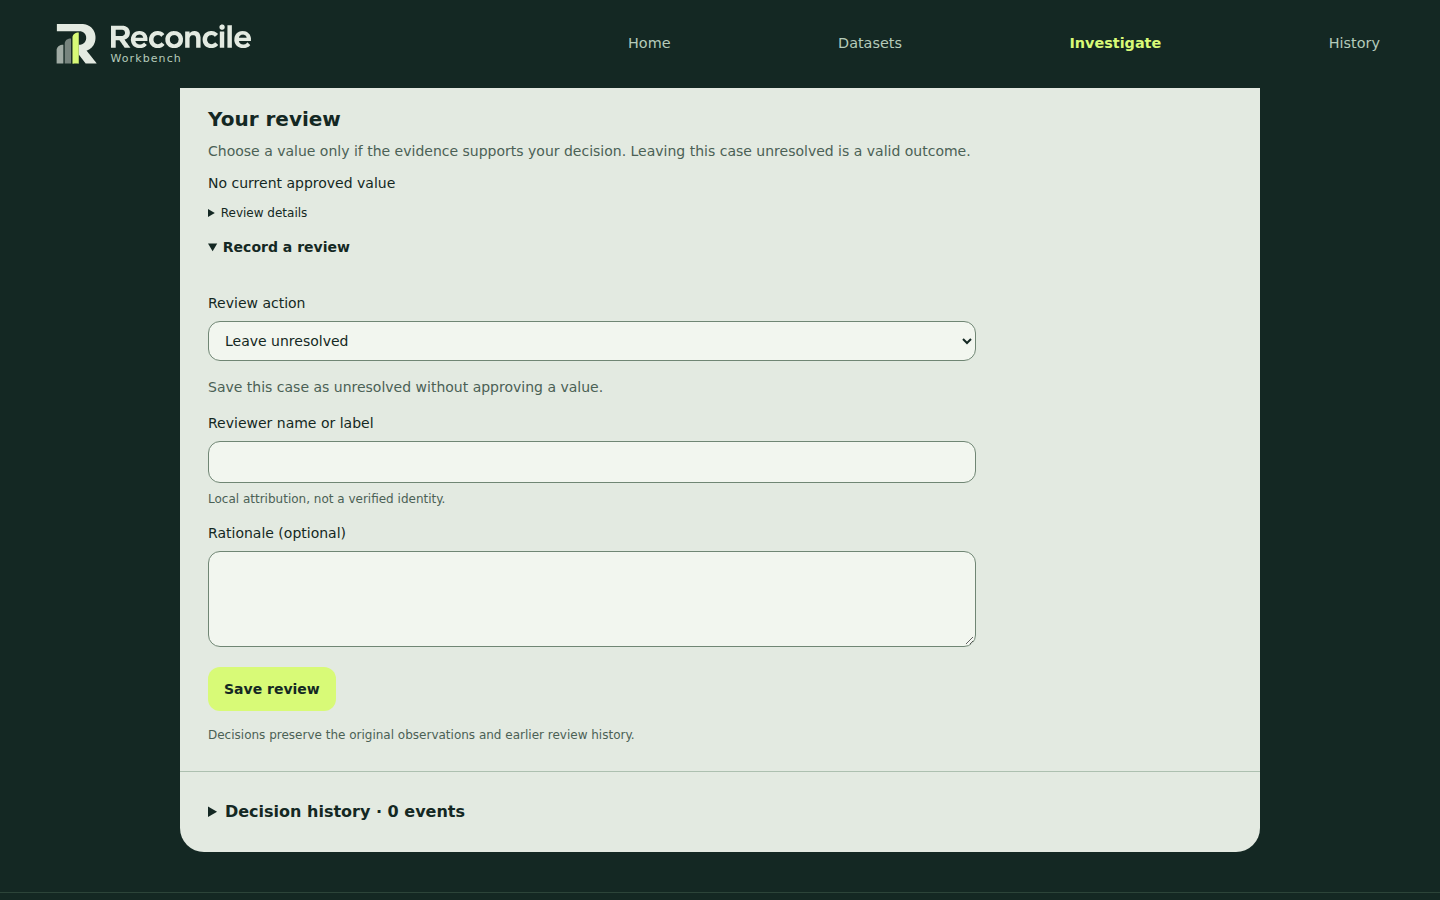 Reconcile
Workbench
Home
Datasets
Investigate
History
Your review
Choose a value only if the evidence supports your decision. Leaving this case unresolved is a valid outcome.
No current approved value
Review details
Record a review
Review action
Leave unresolved
Save this case as unresolved without approving a value.
Reviewer name or label
Local attribution, not a verified identity.
Rationale (optional)
Save review
Decisions preserve the original observations and earlier review history.
Decision history · 0 events